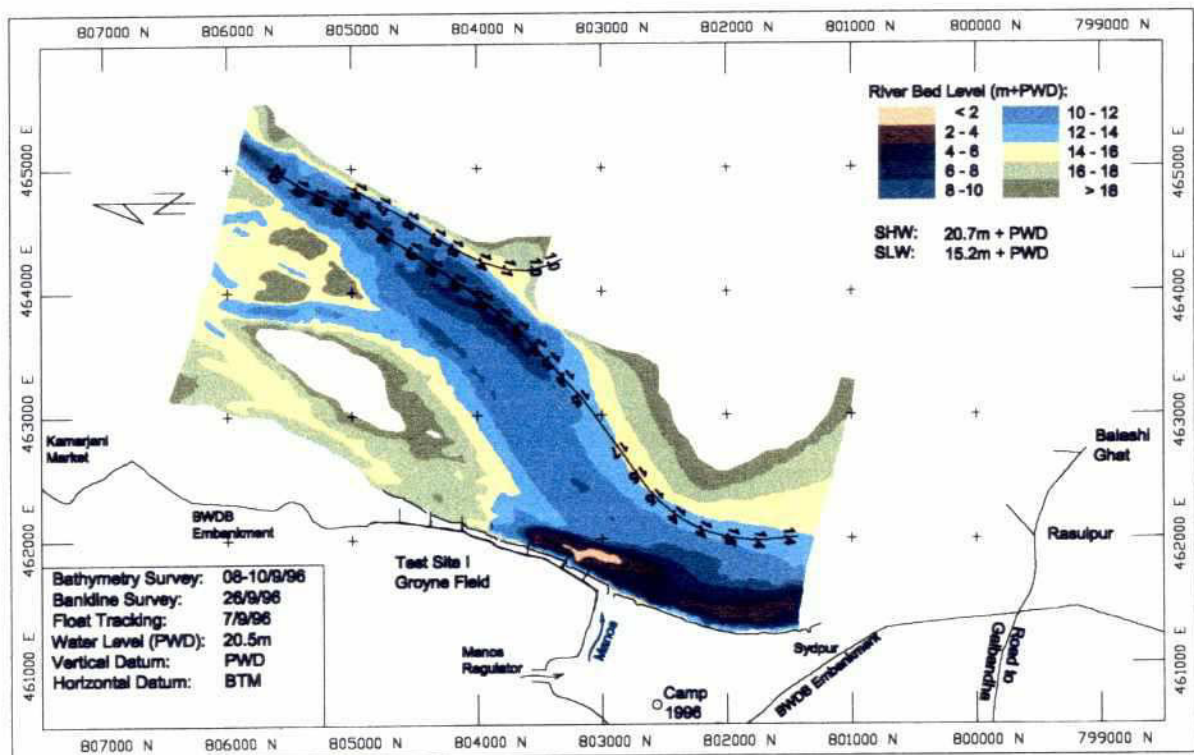 807000 N 806000 N 805000 N 804000 N 803000 N 802000 N 801000 N 800000 N 799000 N
465000 E
464000 E
463000 E
462000 E
461000 E
River Bed Level (m+PWD):
< 2
2 - 4
4 - 6
6 - 8
8 - 10
10 - 12
12 - 14
14 - 16
16 - 18
> 18
SHW: 20.7m + PWD
SLW: 15.2m + PWD
465000 E
464000 E
463000 E
462000 E
461000 E
Kamarjani
Market
BWDB
Embankment
Test Site I
Groyne Field
Manos
Regulator
Manos
Camp
1996
Sydpur
BWDB Embankment
Road to
Gaibandha
Rasulpur
Balashi
Ghat
Bathymetry Survey: 08-10/9/96
Bankline Survey: 26/9/96
Float Tracking: 7/9/96
Water Level (PWD): 20.5m
Vertical Datum: PWD
Horizontal Datum: BTM
807000 N 806000 N 805000 N 804000 N 803000 N 802000 N 801000 N 800000 N 799000 N